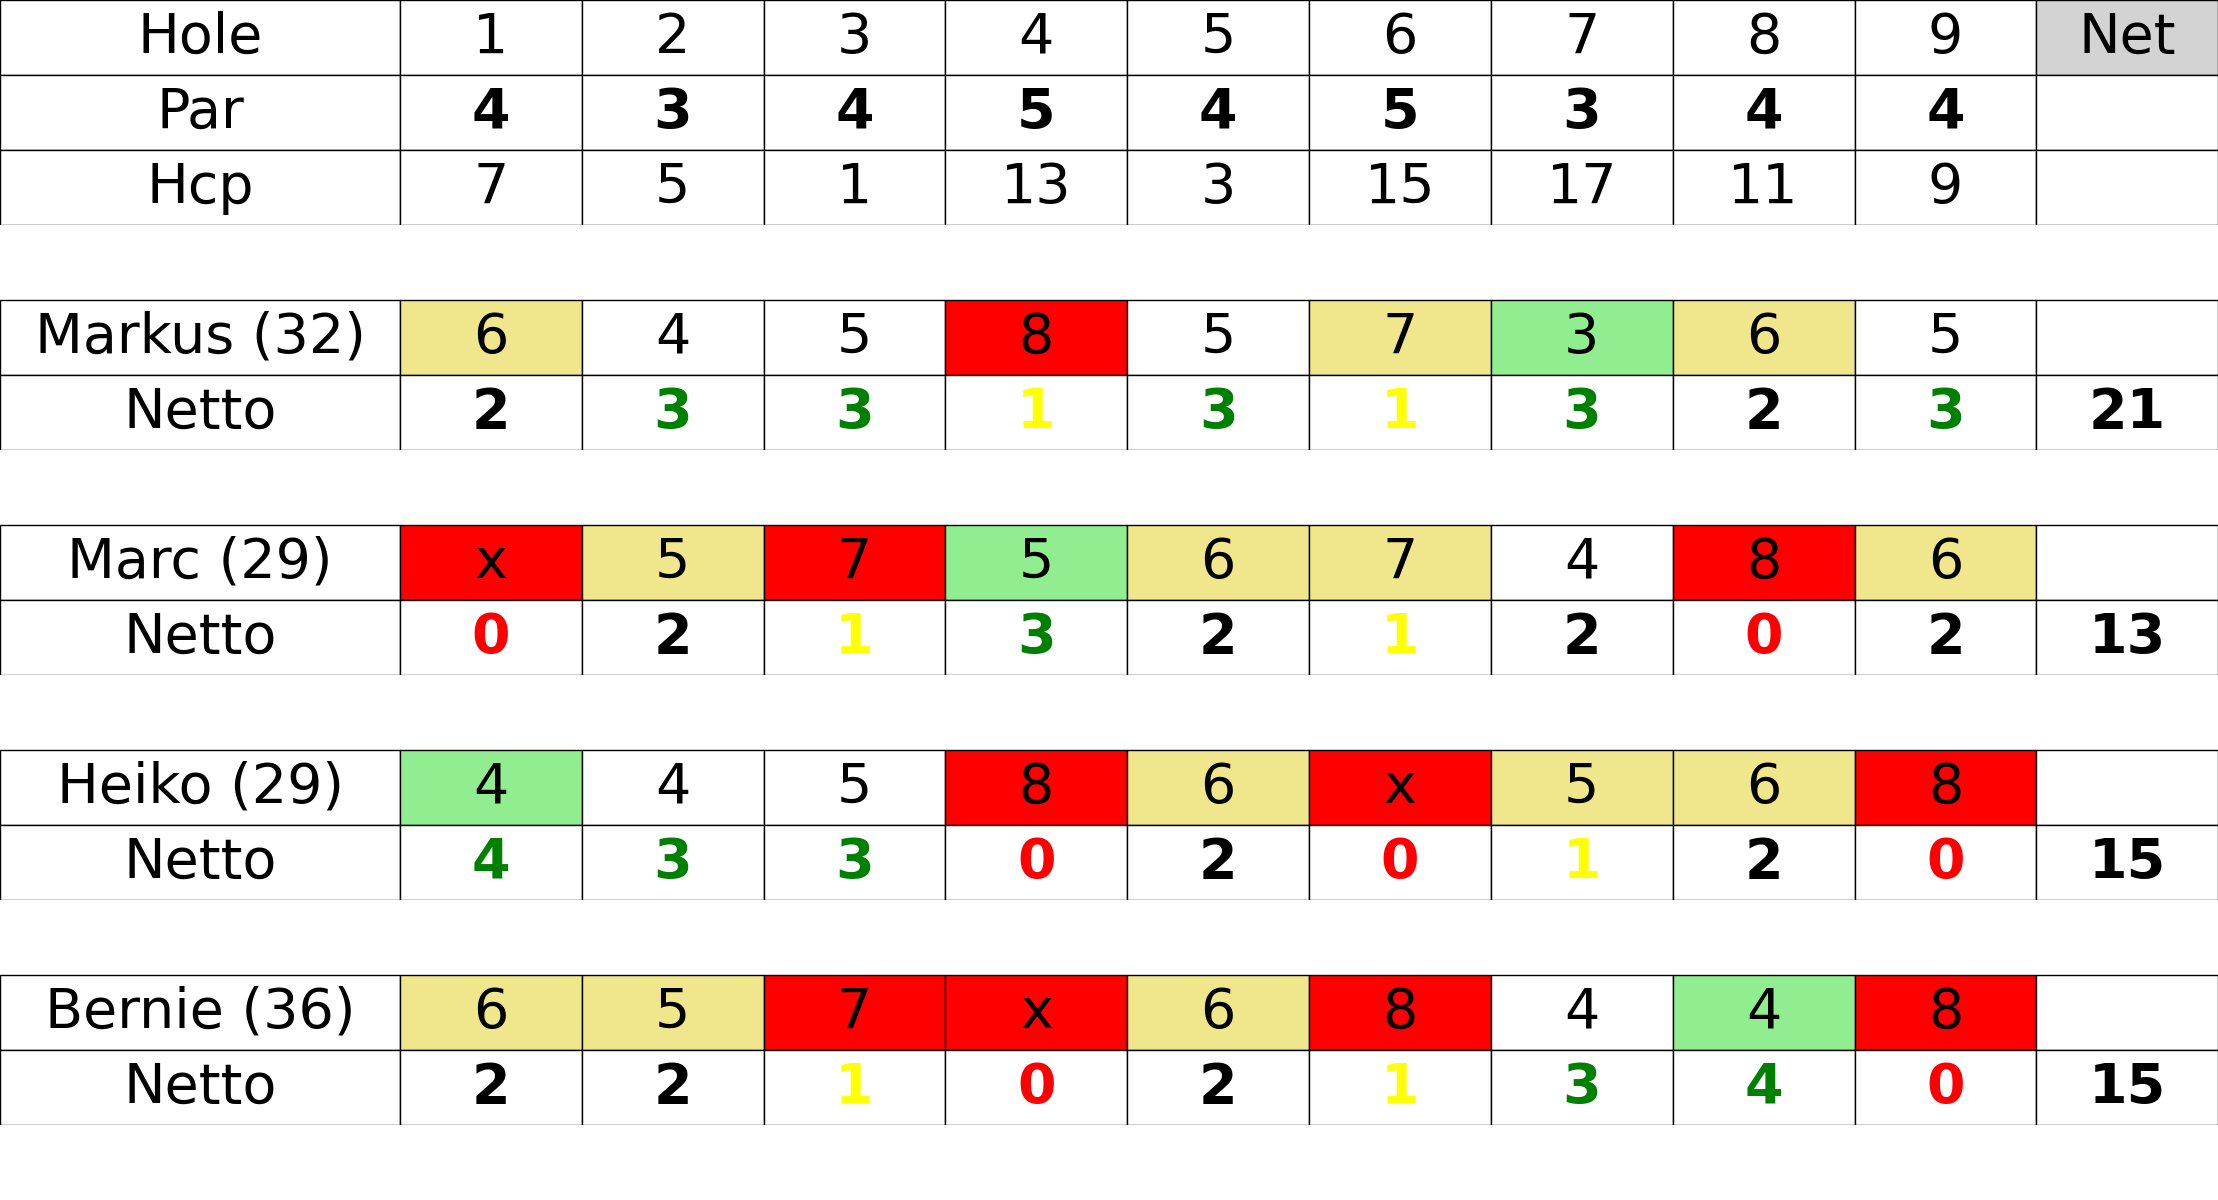 Hole 1 2 3 4 5 6 7 8 9 Net
Par 4 3 4 5 4 5 3 4 4
Hcp 7 5 1 13 3 15 17 11 9
Markus (32) 6 4 5 8 5 7 3 6 5
Netto 2 3 3 1 3 1 3 2 3 21
Marc (29) x 5 7 5 6 7 4 8 6
Netto 0 2 1 3 2 1 2 0 2 13
Heiko (29) 4 4 5 8 6 x 5 6 8
Netto 4 3 3 0 2 0 1 2 0 15
Bernie (36) 6 5 7 x 6 8 4 4 8
Netto 2 2 1 0 2 1 3 4 0 15